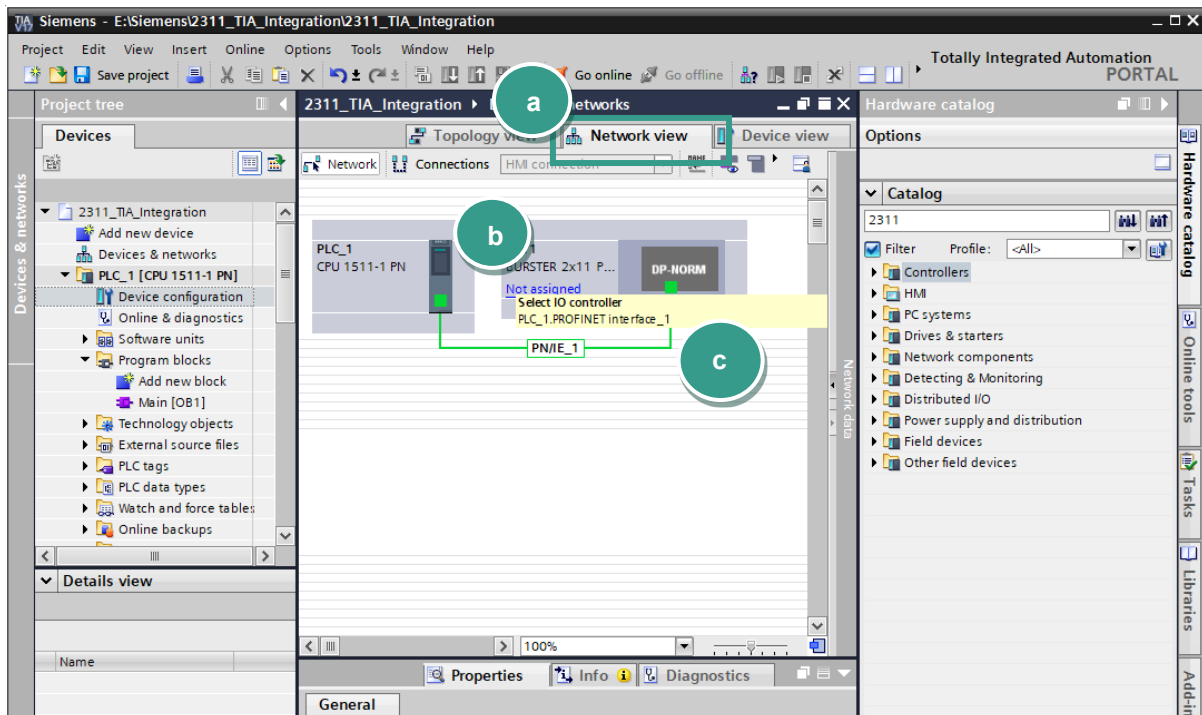 Siemens - E:\Siemens\2311_TIA_Integration\2311_TIA_Integration
Project Edit View Insert Online Options Tools Window Help
Totally Integrated Automation
PORTAL
Save project
Go online
Go offline
Project tree
Devices
Devices & networks
2311_TIA_Integration
Add new device
Devices & networks
PLC_1 [CPU 1511-1 PN]
Device configuration
Online & diagnostics
Software units
Program blocks
Add new block
Main [OB1]
Technology objects
External source files
PLC tags
PLC data types
Watch and force tables
Online backups
Details view
Name
2311_TIA_Integration
networks
a
Topology view
Network view
Device view
Network
Connections
HMI connection
b
PLC_1
CPU 1511-1 PN
BURSTER 2x11 P...
DP-NORM
Not assigned
Select IO controller
PLC_1.PROFINET interface_1
PN/IE_1
c
Network data
100%
Properties
Info
Diagnostics
General
Hardware catalog
Options
Catalog
2311
Filter
Profile: <All>
Controllers
HMI
PC systems
Drives & starters
Network components
Detecting & Monitoring
Distributed I/O
Power supply and distribution
Field devices
Other field devices
Hardware catalog
Online tools
Tasks
Libraries